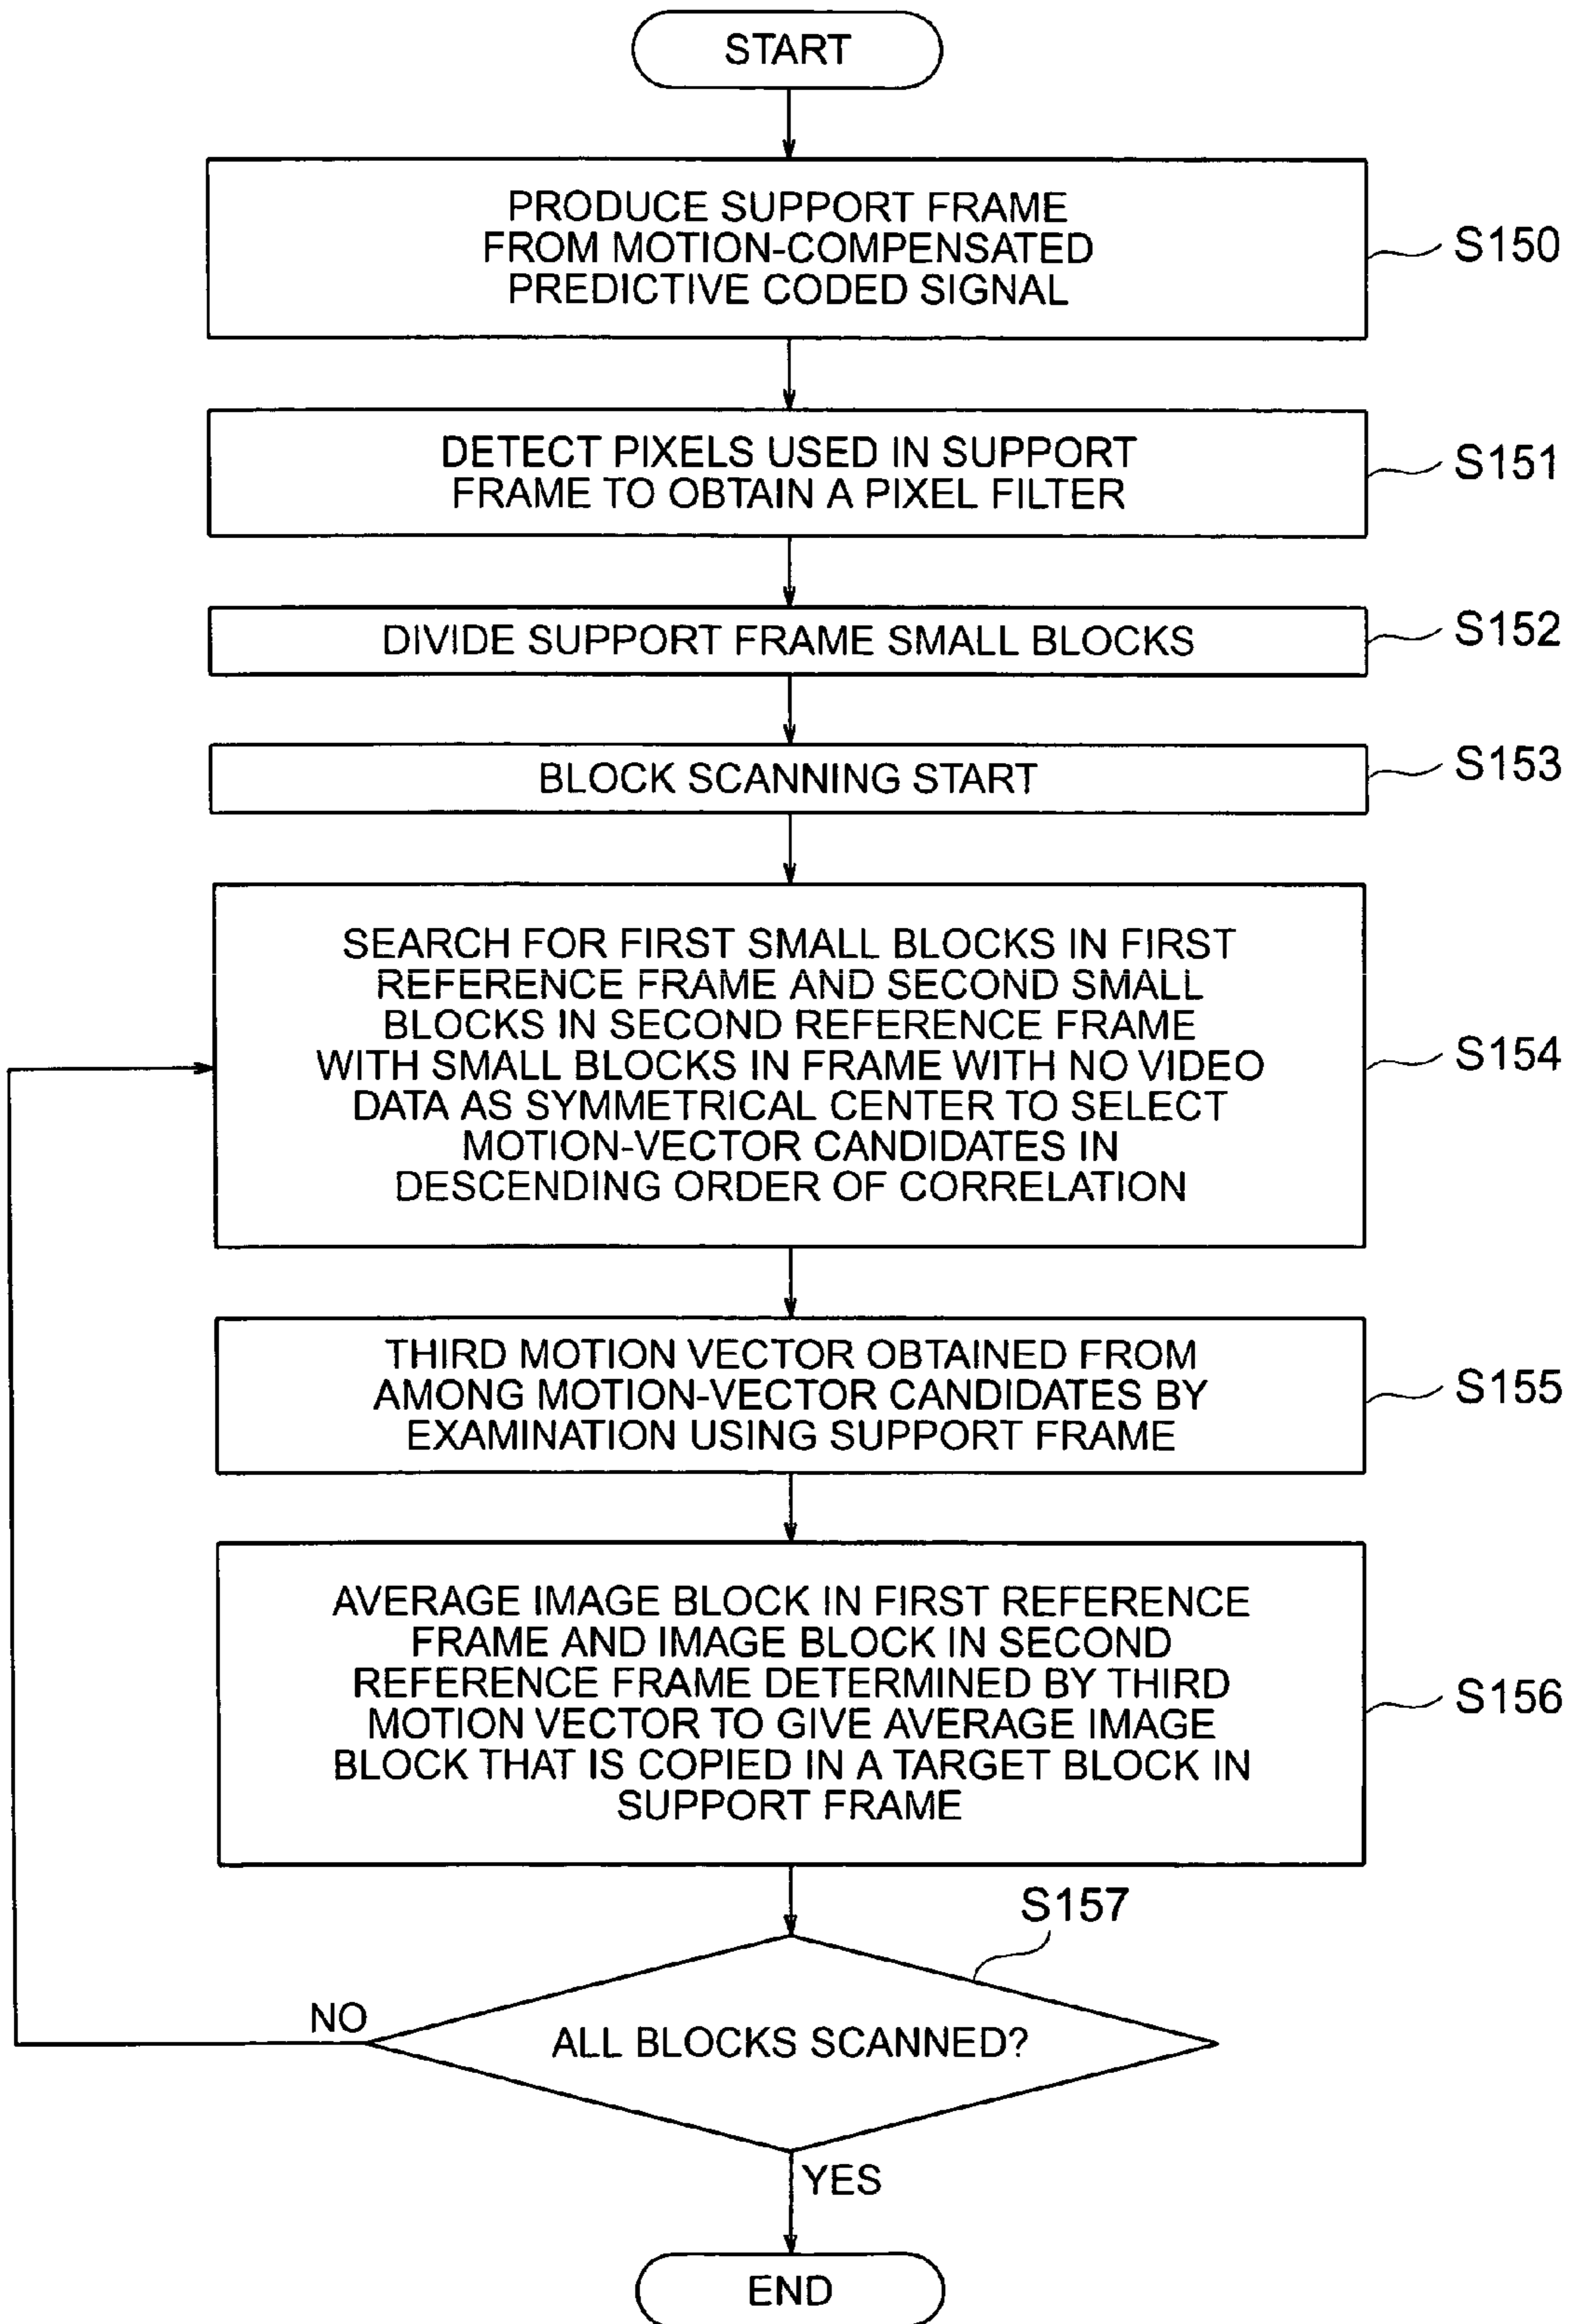 START
PRODUCE SUPPORT FRAME
FROM MOTION-COMPENSATED
PREDICTIVE CODED SIGNAL
S150
DETECT PIXELS USED IN SUPPORT
FRAME TO OBTAIN A PIXEL FILTER
S151
DIVIDE SUPPORT FRAME SMALL BLOCKS
S152
BLOCK SCANNING START
S153
SEARCH FOR FIRST SMALL BLOCKS IN FIRST
REFERENCE FRAME AND SECOND SMALL
BLOCKS IN SECOND REFERENCE FRAME
WITH SMALL BLOCKS IN FRAME WITH NO VIDEO
DATA AS SYMMETRICAL CENTER TO SELECT
MOTION-VECTOR CANDIDATES IN
DESCENDING ORDER OF CORRELATION
S154
THIRD MOTION VECTOR OBTAINED FROM
AMONG MOTION-VECTOR CANDIDATES BY
EXAMINATION USING SUPPORT FRAME
S155
AVERAGE IMAGE BLOCK IN FIRST REFERENCE
FRAME AND IMAGE BLOCK IN SECOND
REFERENCE FRAME DETERMINED BY THIRD
MOTION VECTOR TO GIVE AVERAGE IMAGE
BLOCK THAT IS COPIED IN A TARGET BLOCK IN
SUPPORT FRAME
S156
S157
NO
ALL BLOCKS SCANNED?
YES
END